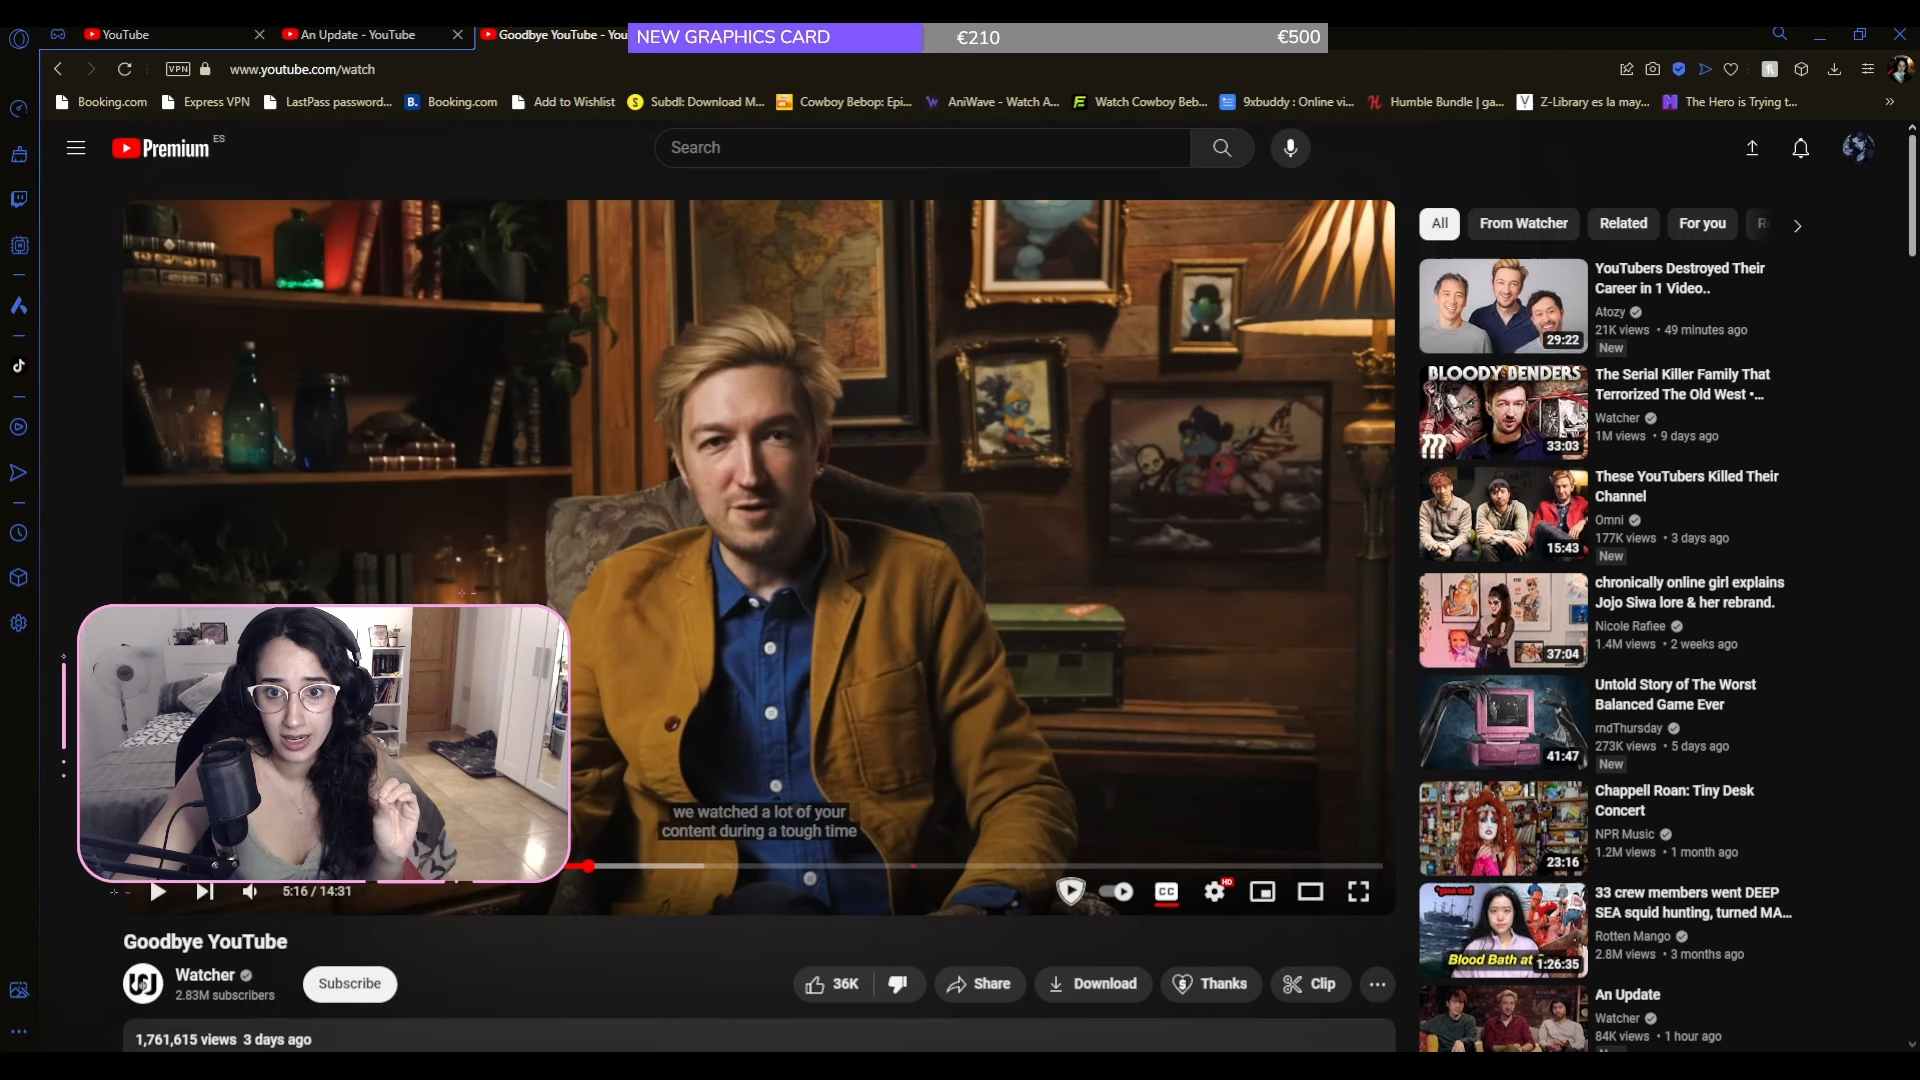 YouTube
An Update - YouTube
Goodbye YouTube - You
NEW GRAPHICS CARD
€210
€500
VPN
www.youtube.com/watch
Booking.com
Express VPN
LastPass password...
B.
Booking.com
Add to Wishlist
Subdl: Download M...
Cowboy Bebop: Epi...
AniWave - Watch A...
Watch Cowboy Beb...
9xbuddy : Online vi...
Humble Bundle | ga...
Z-Library es la may...
The Hero is Trying t...
Premium
ES
Search
All
From Watcher
Related
For you
YouTubers Destroyed Their
Career in 1 Video..
Atozy
21K views • 49 minutes ago
New
29:22
BLOODY BENDERS
33:03
The Serial Killer Family That
Terrorized The Old West •...
Watcher
1M views • 9 days ago
15:43
These YouTubers Killed Their
Channel
Omni
177K views • 3 days ago
New
37:04
chronically online girl explains
Jojo Siwa lore & her rebrand.
Nicole Rafiee
1.4M views • 2 weeks ago
41:47
Untold Story of The Worst
Balanced Game Ever
rndThursday
273K views • 5 days ago
New
23:16
Chappell Roan: Tiny Desk
Concert
NPR Music
1.2M views • 1 month ago
Blood Bath at
1:26:35
33 crew members went DEEP
SEA squid hunting, turned MA...
Rotten Mango
2.8M views • 3 months ago
An Update
Watcher
84K views • 1 hour ago
we watched a lot of your
content during a tough time
5:16 / 14:31
CC
HD
Goodbye YouTube
Watcher
2.83M subscribers
Subscribe
36K
Share
Download
Thanks
Clip
1,761,615 views 3 days ago